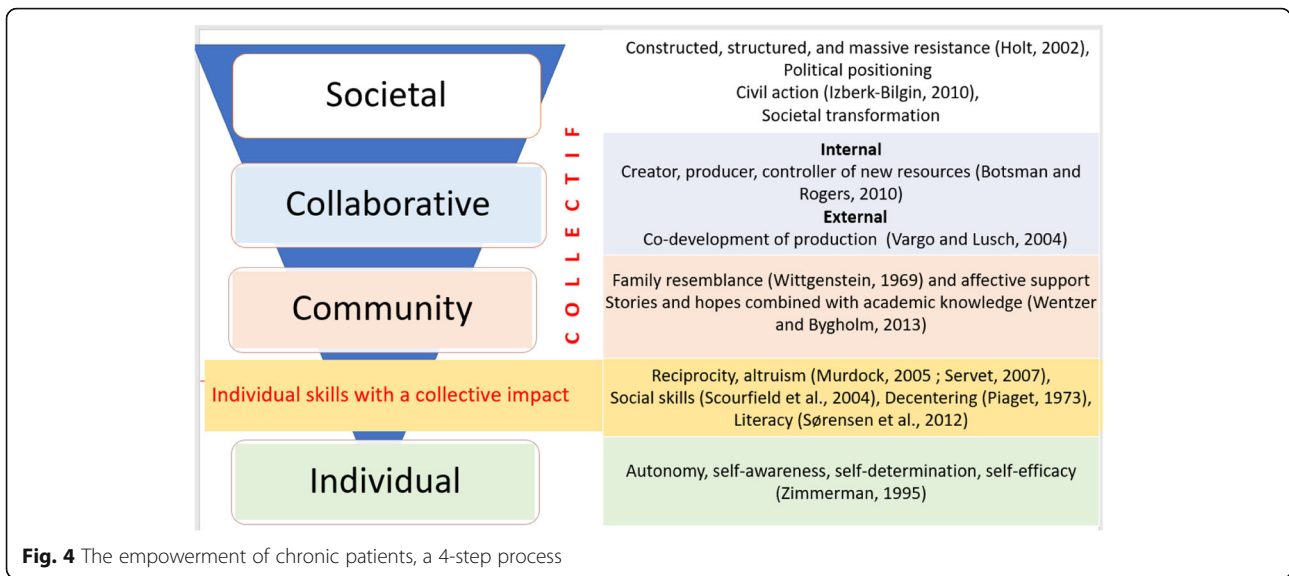 Societal
Constructed, structured, and massive resistance (Holt, 2002),
Political positioning
Civil action (Izberk-Bilgin, 2010),
Societal transformation
COLLECTIF
Collaborative
Internal
Creator, producer, controller of new resources (Botsman and
Rogers, 2010)
External
Co-development of production (Vargo and Lusch, 2004)
Community
Family resemblance (Wittgenstein, 1969) and affective support
Stories and hopes combined with academic knowledge (Wentzer
and Bygholm, 2013)
Individual skills with a collective impact
Reciprocity, altruism (Murdock, 2005 ; Servet, 2007),
Social skills (Scourfield et al., 2004), Decentering (Piaget, 1973),
Literacy (Sørensen et al., 2012)
Individual
Autonomy, self-awareness, self-determination, self-efficacy
(Zimmerman, 1995)
Fig. 4 The empowerment of chronic patients, a 4-step process